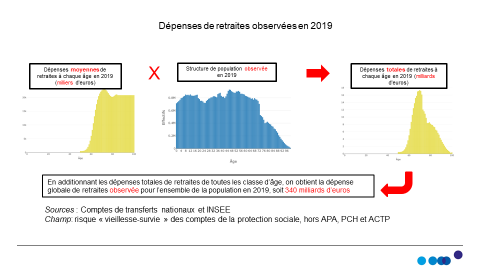 Dépenses de retraites observées en 2019
Dépenses moyennes de
retraites à chaque âge en 2019
(milliers d'euros)
X
Structure de population observée
en 2019
Dépenses totales de retraites à
chaque âge en 2019 (milliards
d'euros)
Effectifs
Âge
Âge
Âge
En additionnant les dépenses totales de retraites de toutes les classe d'âge, on obtient la dépense
globale de retraites observée pour l'ensemble de la population en 2019, soit 340 milliards d'euros
Sources : Comptes de transferts nationaux et INSEE
Champ: risque « vieillesse-survie » des comptes de la protection sociale, hors APA, PCH et ACTP